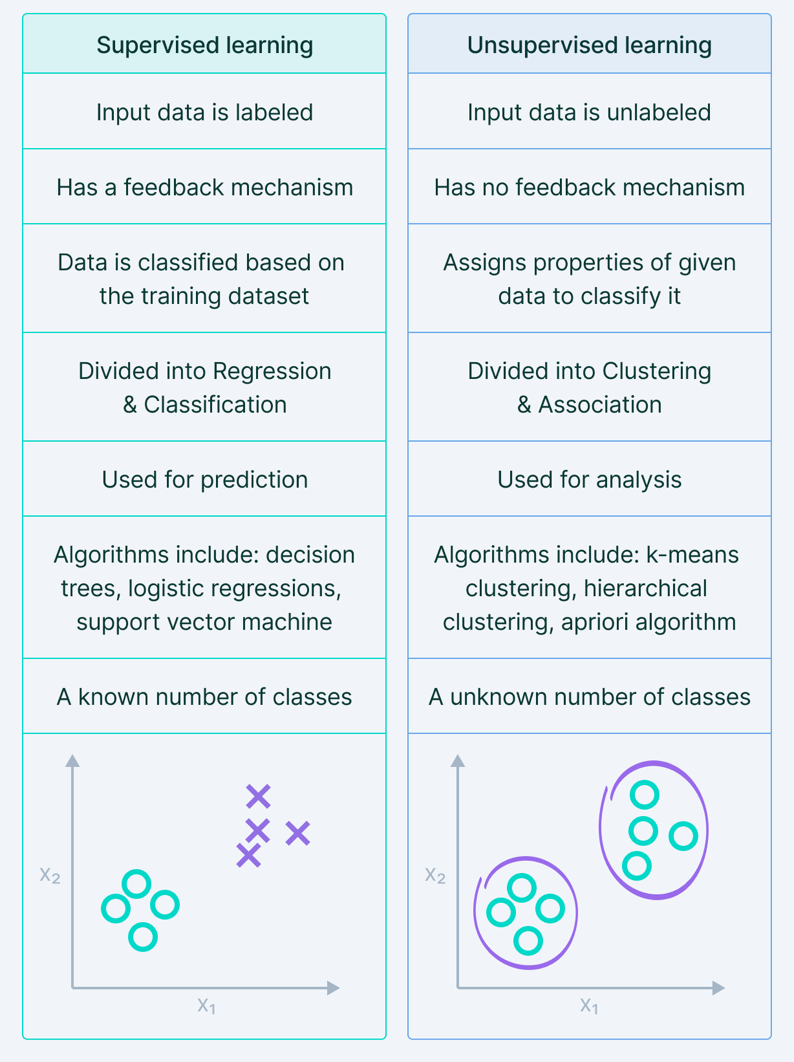 Supervised learning
Input data is labeled
Has a feedback mechanism
Data is classified based on
the training dataset
Divided into Regression
& Classification
Used for prediction
Algorithms include: decision
trees, logistic regressions,
support vector machine
A known number of classes
X₂
X₁
Unsupervised learning
Input data is unlabeled
Has no feedback mechanism
Assigns properties of given
data to classify it
Divided into Clustering
& Association
Used for analysis
Algorithms include: k-means
clustering, hierarchical
clustering, apriori algorithm
A unknown number of classes
X₂
X₁